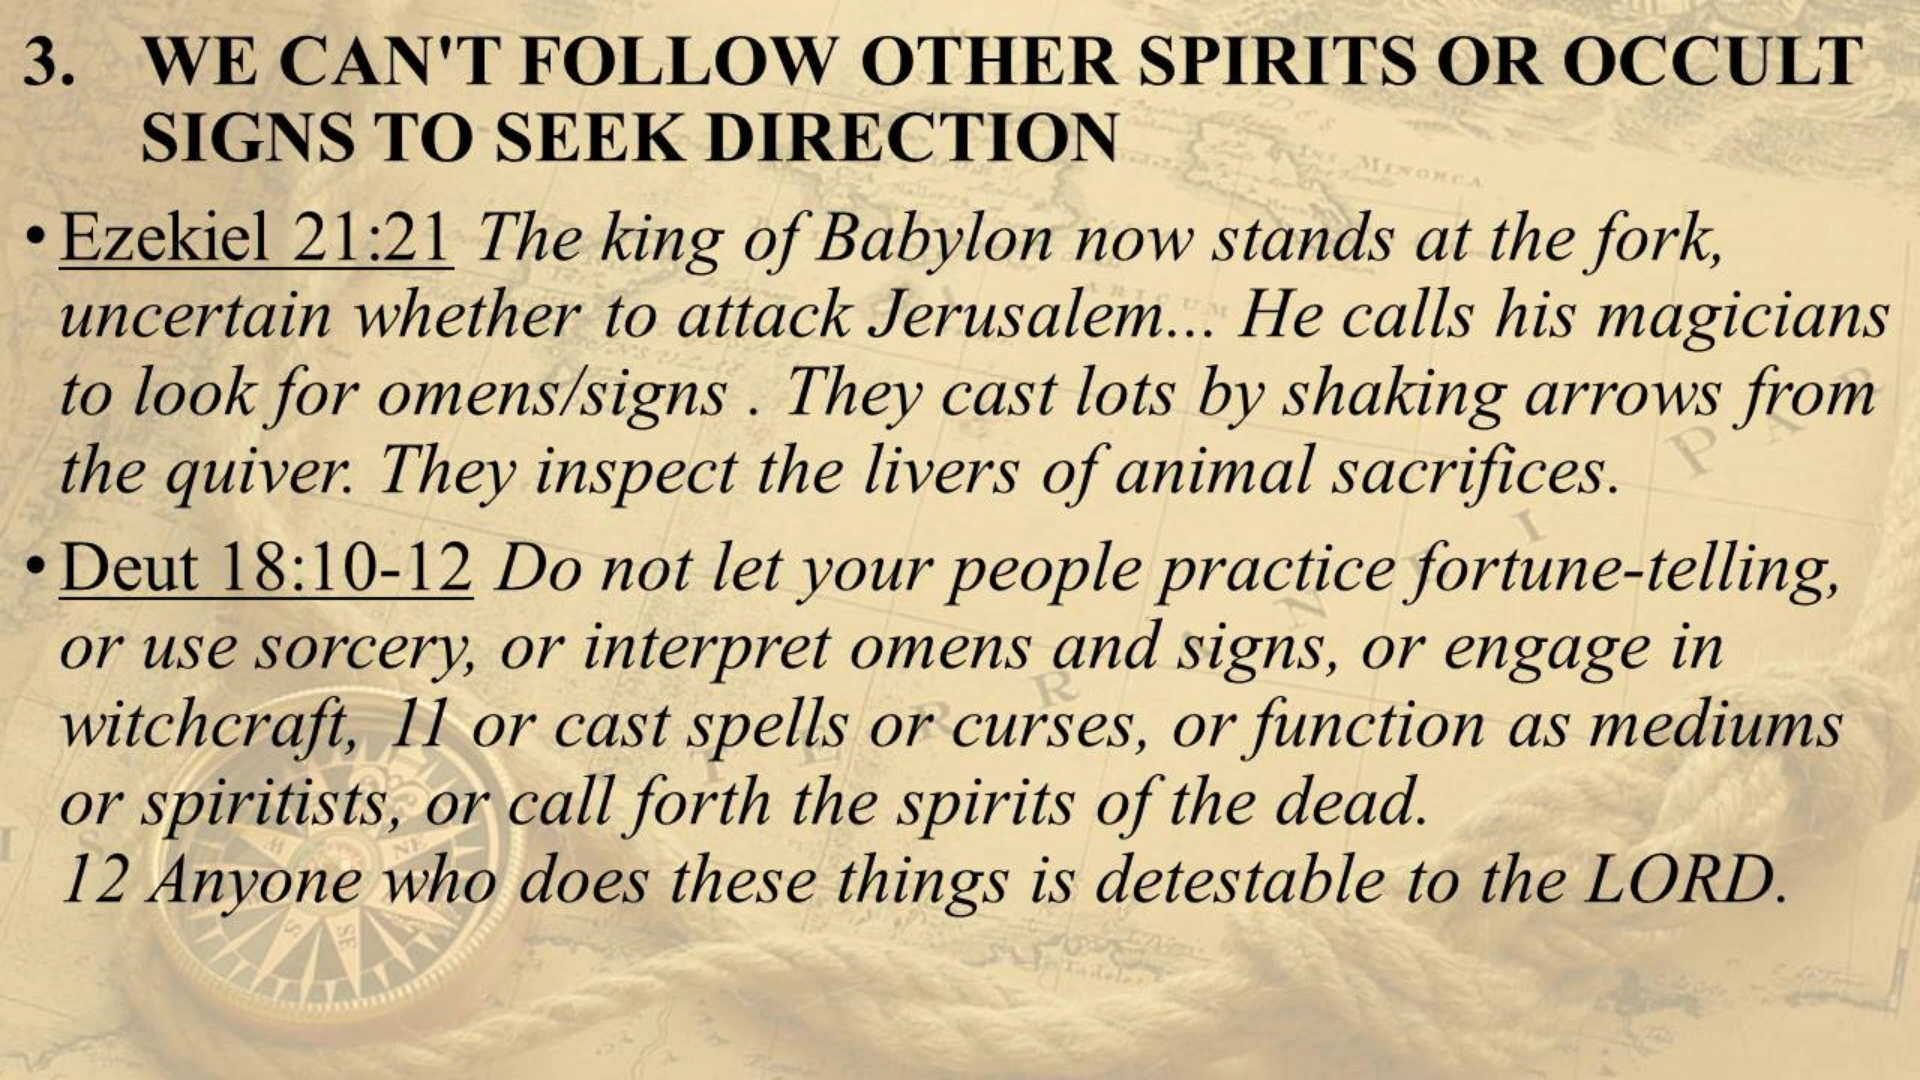 3. WE CAN'T FOLLOW OTHER SPIRITS OR OCCULT
SIGNS TO SEEK DIRECTION
• Ezekiel 21:21 The king of Babylon now stands at the fork,
uncertain whether to attack Jerusalem... He calls his magicians
to look for omens/signs . They cast lots by shaking arrows from
the quiver. They inspect the livers of animal sacrifices.
• Deut 18:10-12 Do not let your people practice fortune-telling,
or use sorcery, or interpret omens and signs, or engage in
witchcraft, 11 or cast spells or curses, or function as mediums
or spiritists, or call forth the spirits of the dead.
12 Anyone who does these things is detestable to the LORD.